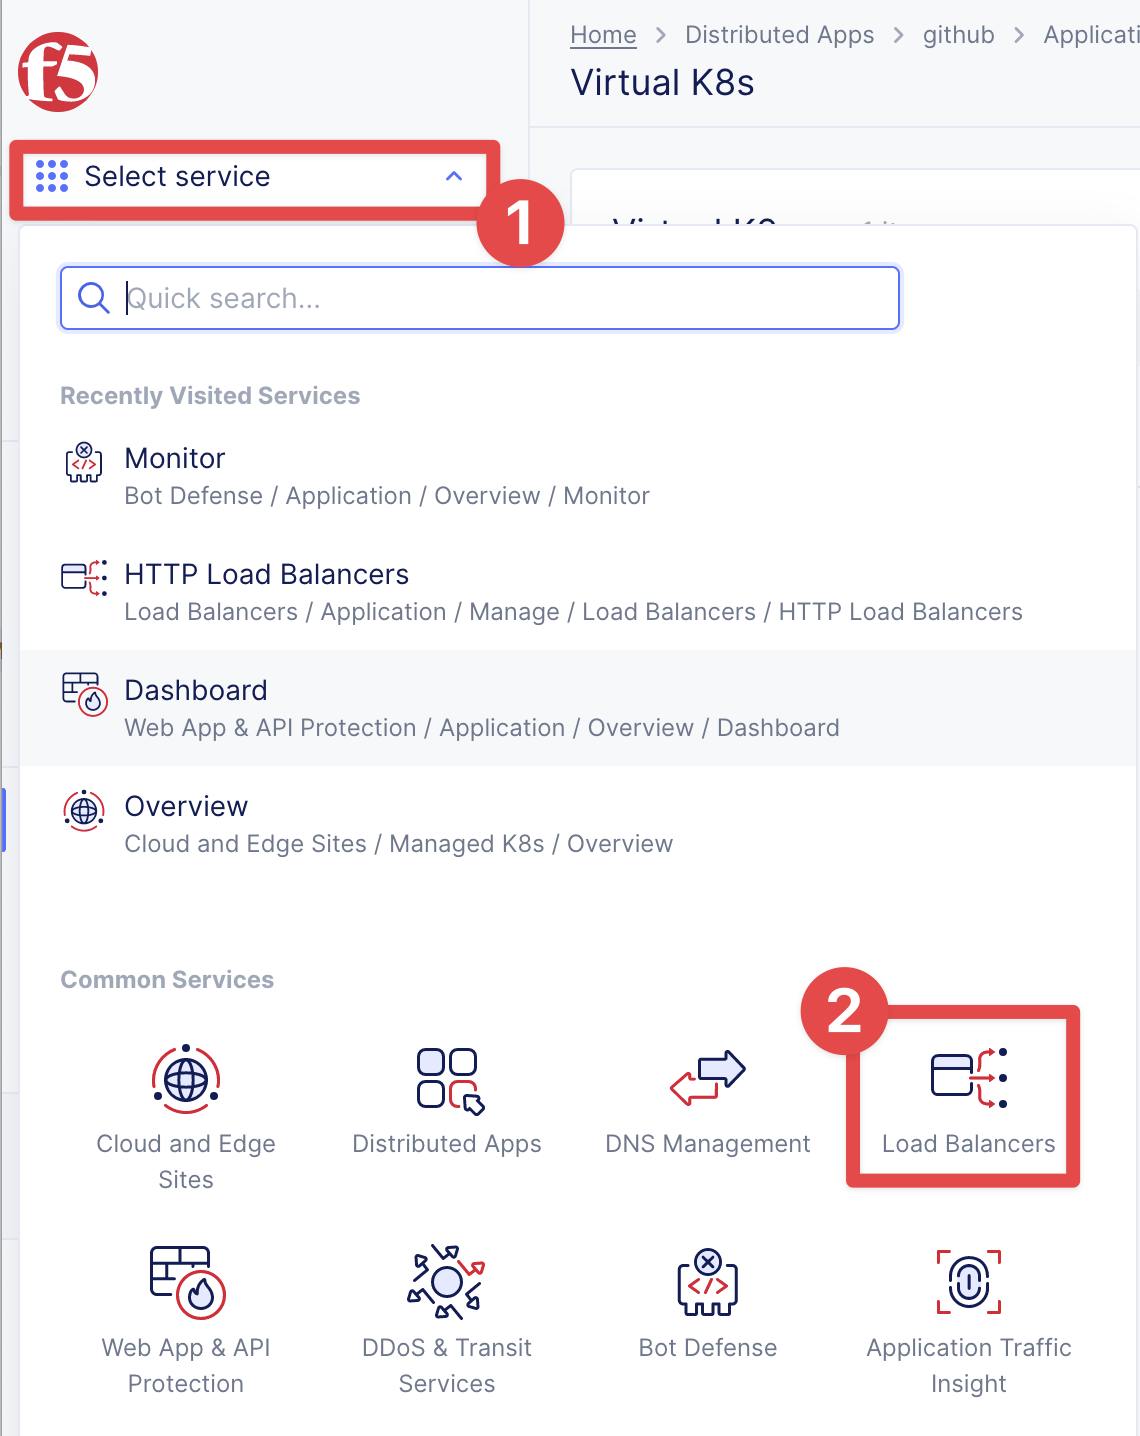 f5
Home > Distributed Apps > github > Applicati
Virtual K8s
Select service
1
Quick search...
Recently Visited Services
Monitor
Bot Defense / Application / Overview / Monitor
HTTP Load Balancers
Load Balancers / Application / Manage / Load Balancers / HTTP Load Balancers
Dashboard
Web App & API Protection / Application / Overview / Dashboard
Overview
Cloud and Edge Sites / Managed K8s / Overview
Common Services
2
Cloud and Edge
Sites
Distributed Apps
DNS Management
Load Balancers
Web App & API
Protection
DDoS & Transit
Services
Bot Defense
Application Traffic
Insight